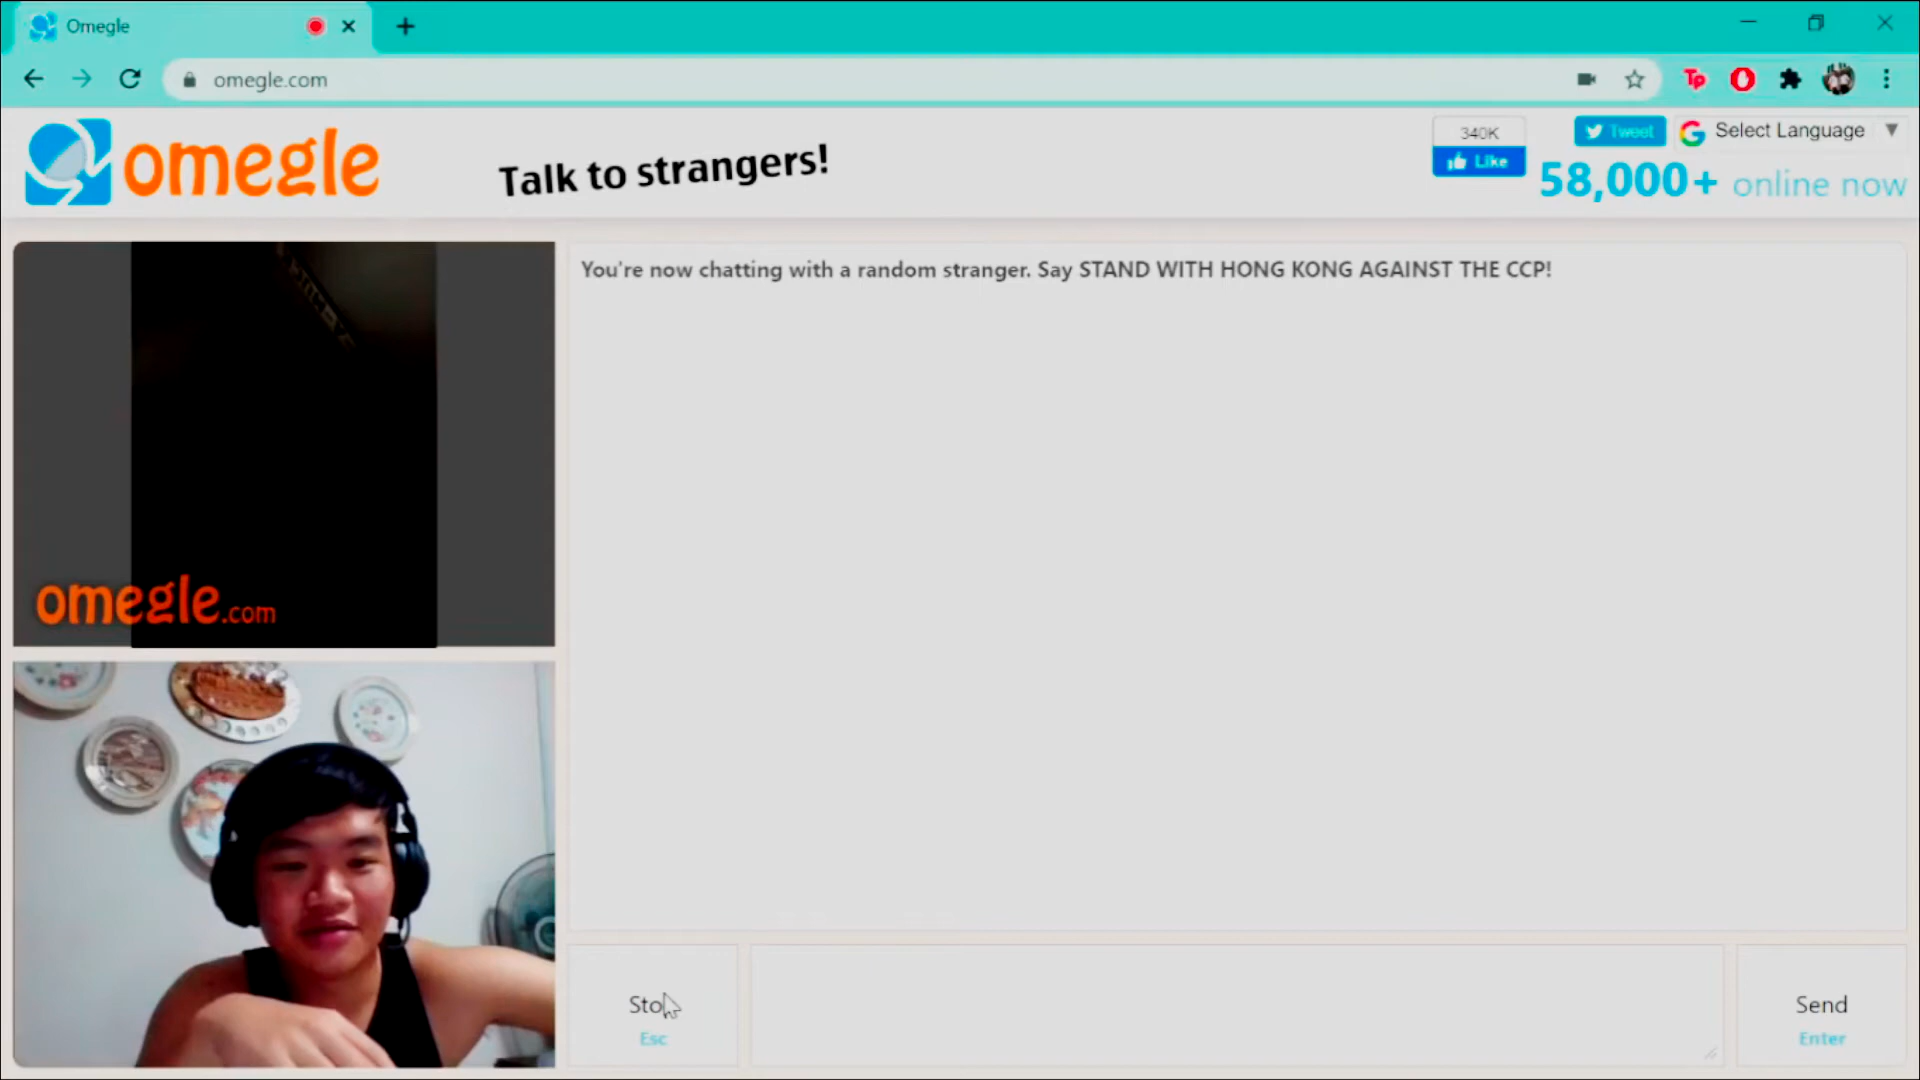 Omegle
omegle.com
omegle
Talk to strangers!
340K
Like
Tweet
Select Language
58,000+ online now
You're now chatting with a random stranger. Say STAND WITH HONG KONG AGAINST THE CCP!
omegle.com
Sto
Esc
Send
Enter